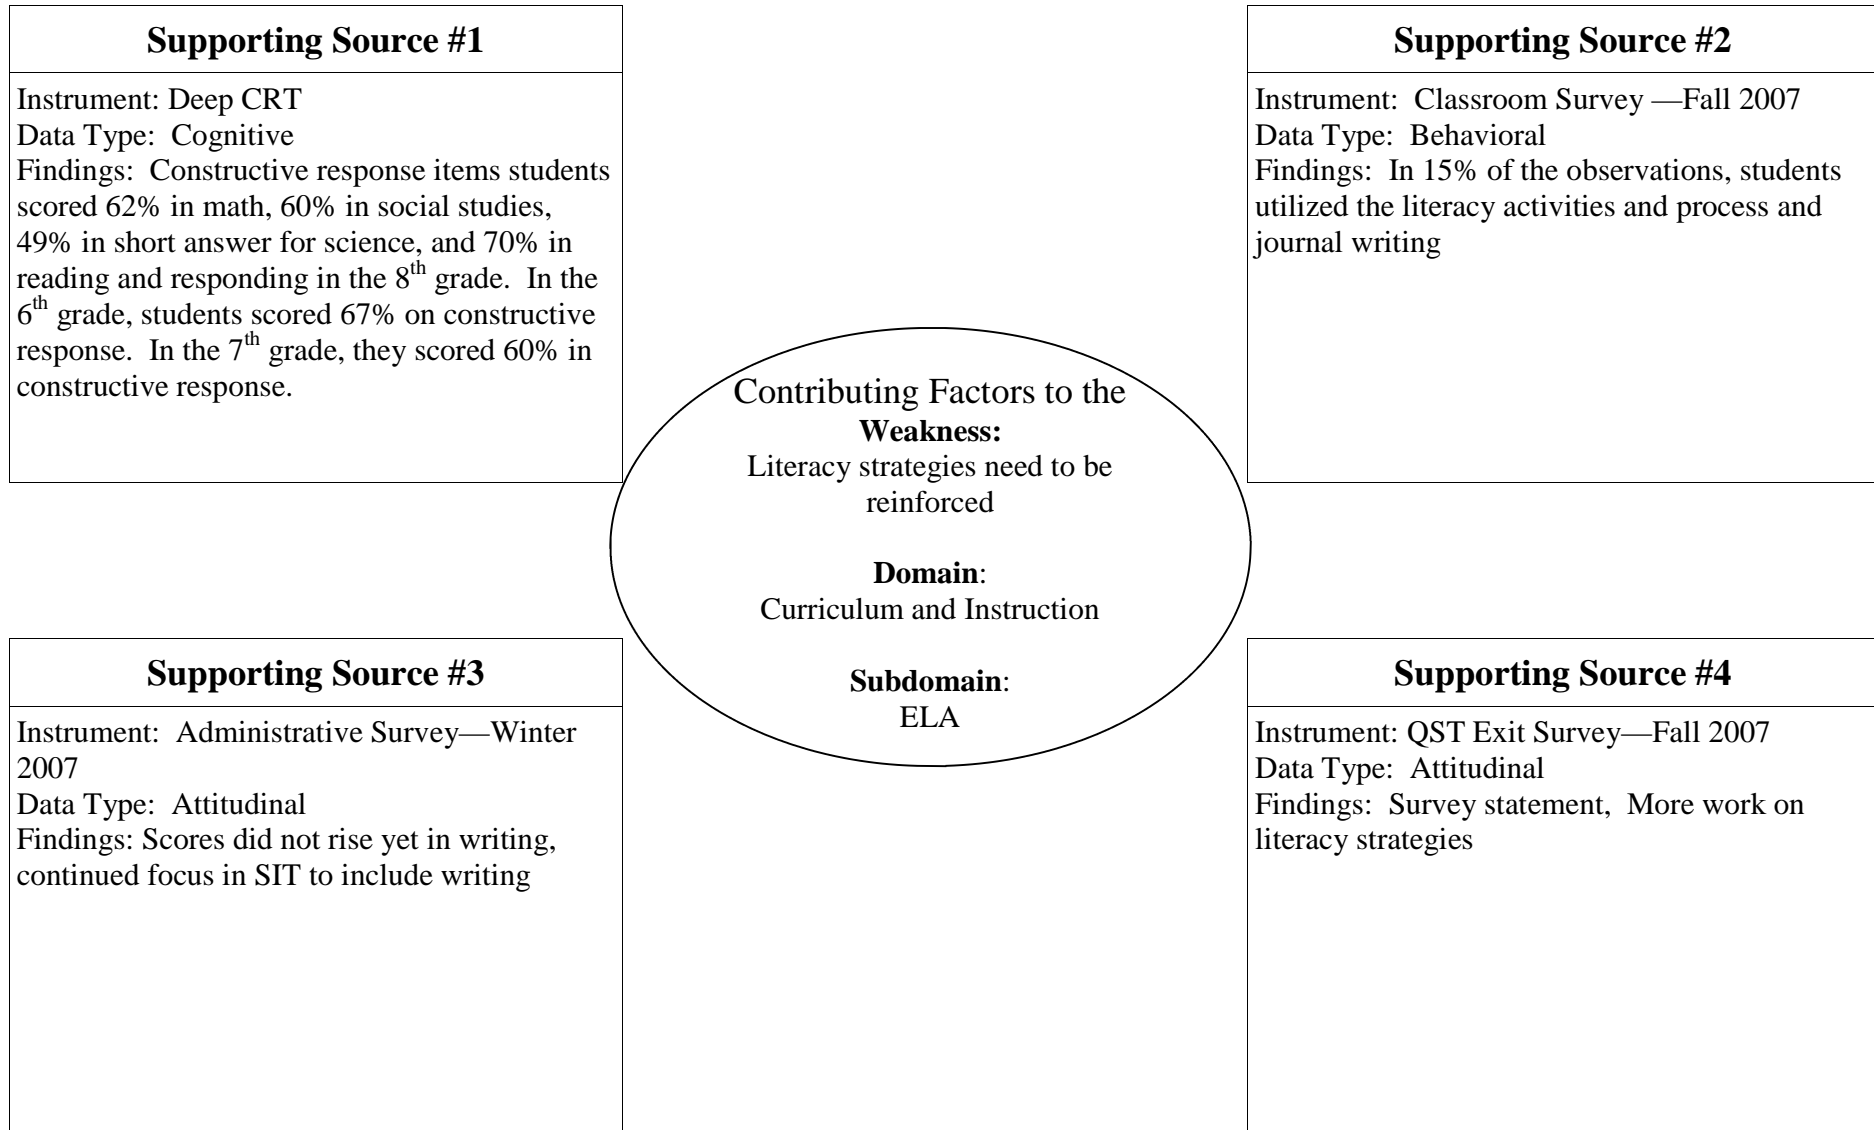 Supporting Source #1
Instrument: Deep CRT
Data Type:  Cognitive
Findings:  Constructive response items students
scored 62% in math, 60% in social studies,
49% in short answer for science, and 70% in
reading and responding in the 8th grade.  In the
6th grade, students scored 67% on constructive
response.  In the 7th grade, they scored 60% in
constructive response.
Supporting Source #2
Instrument:  Classroom Survey —Fall 2007
Data Type:  Behavioral
Findings:  In 15% of the observations, students
utilized the literacy activities and process and
journal writing
Contributing Factors to the
Weakness:
Literacy strategies need to be
reinforced
Domain:
Curriculum and Instruction
Subdomain:
ELA
Supporting Source #3
Instrument:  Administrative Survey—Winter
2007
Data Type:  Attitudinal
Findings: Scores did not rise yet in writing,
continued focus in SIT to include writing
Supporting Source #4
Instrument: QST Exit Survey—Fall 2007
Data Type:  Attitudinal
Findings:  Survey statement,  More work on
literacy strategies